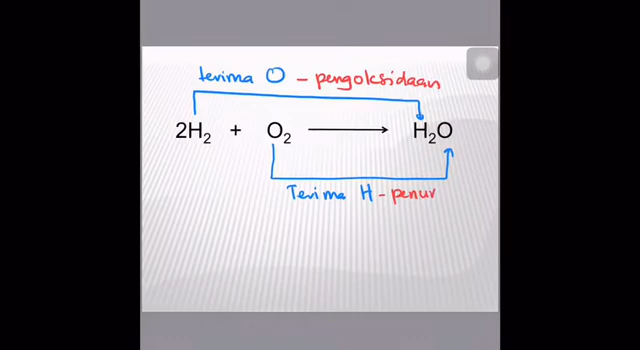 terima O - pengoksidaan
2H₂ + O₂ → H₂O
Terima H - penur